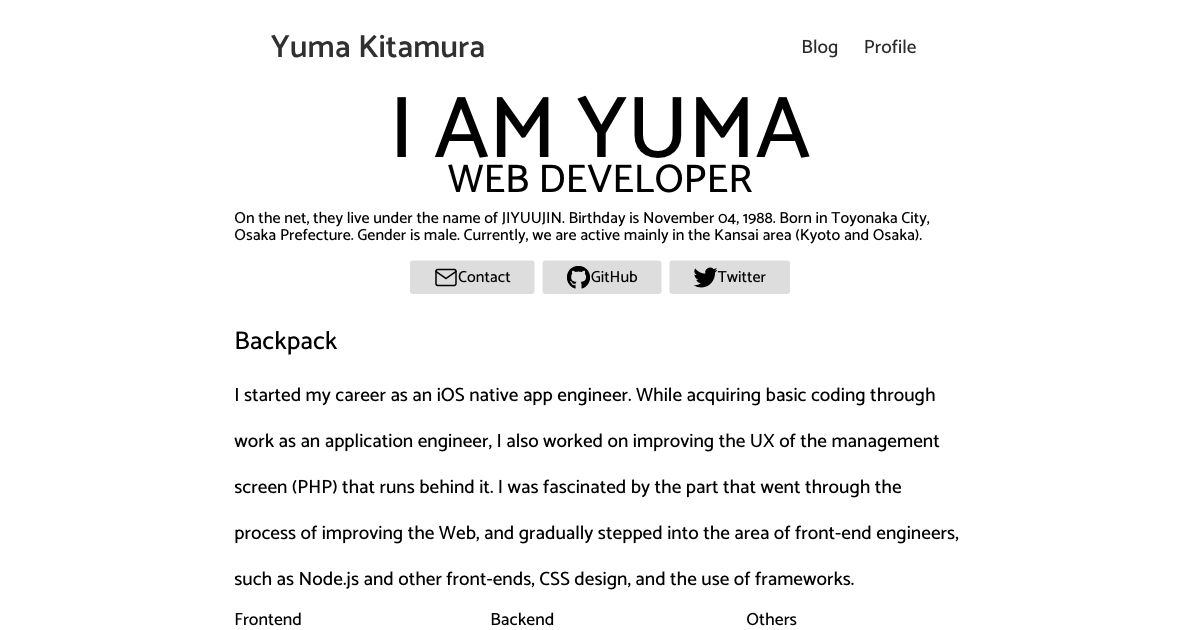 Yuma Kitamura
Blog Profile
I AM YUMA
WEB DEVELOPER
On the net, they live under the name of JIYUUJIN. Birthday is November 04, 1988. Born in Toyonaka City,
Osaka Prefecture. Gender is male. Currently, we are active mainly in the Kansai area (Kyoto and Osaka).
Contact GitHub Twitter
Backpack
I started my career as an iOS native app engineer. While acquiring basic coding through
work as an application engineer, I also worked on improving the UX of the management
screen (PHP) that runs behind it. I was fascinated by the part that went through the
process of improving the Web, and gradually stepped into the area of front-end engineers,
such as Node.js and other front-ends, CSS design, and the use of frameworks.
Frontend Backend Others